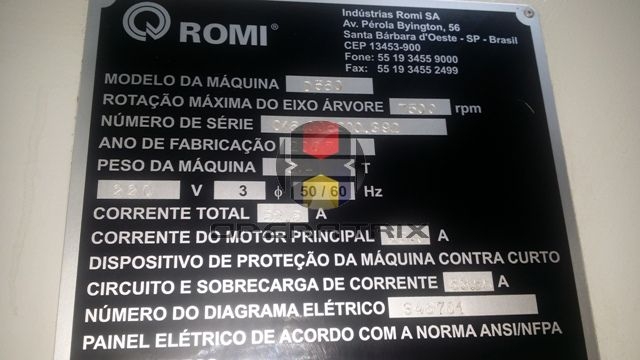 ROMI®
Indústrias Romi SA
Av. Pérola Byington, 56
Santa Bárbara d'Oeste - SP - Brasil
CEP 13453-900
Fone: 55 19 3455 9000
Fax: 55 19 3455 2499
MODELO DA MÁQUINA D560
ROTAÇÃO MÁXIMA DO EIXO ÁRVORE 7500 rpm
NÚMERO DE SÉRIE
ANO DE FABRICAÇÃO
PESO DA MÁQUINA T
220 V 3 ϕ 50 / 60 Hz
CORRENTE TOTAL A
CORRENTE DO MOTOR PRINCIPAL A
DISPOSITIVO DE PROTEÇÃO DA MÁQUINA CONTRA CURTO
CIRCUITO E SOBRECARGA DE CORRENTE A
NÚMERO DO DIAGRAMA ELÉTRICO
PAINEL ELÉTRICO DE ACORDO COM A NORMA ANSI/NFPA